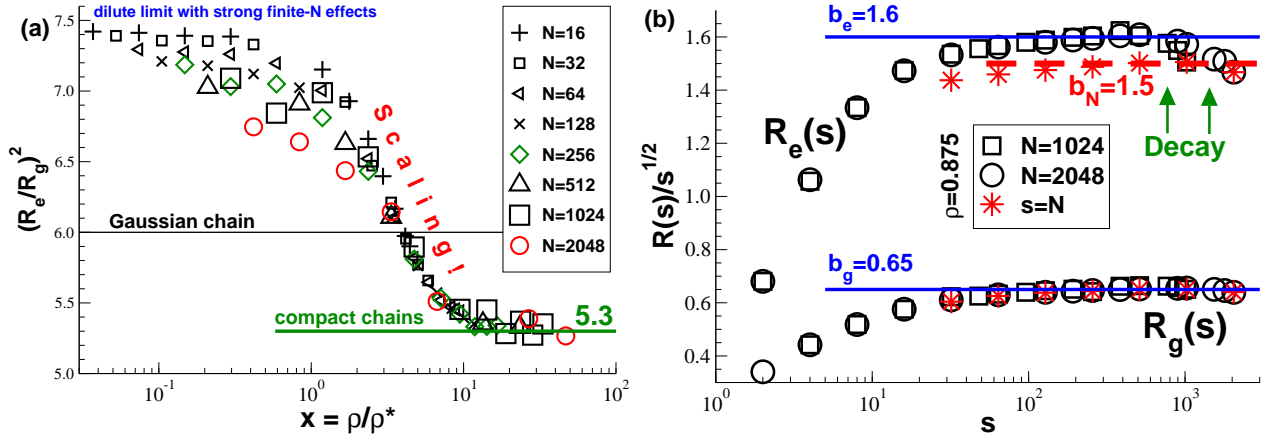 (a)
dilute limit with strong finite-N effects
7.5
7.0
6.5
6.0
5.5
5.0
(R_e/R_g)^2
N=16
N=32
N=64
N=128
N=256
N=512
N=1024
N=2048
Scaling!
Gaussian chain
compact chains
5.3
10^-1
10^0
10^1
10^2
x = ρ/ρ*
(b)
b_e=1.6
1.6
1.4
1.2
1.0
0.8
0.6
0.4
R(s)/s^1/2
b_N=1.5
R_e(s)
Decay
ρ=0.875
N=1024
N=2048
s=N
b_g=0.65
R_g(s)
10^0
10^1
10^2
10^3
s